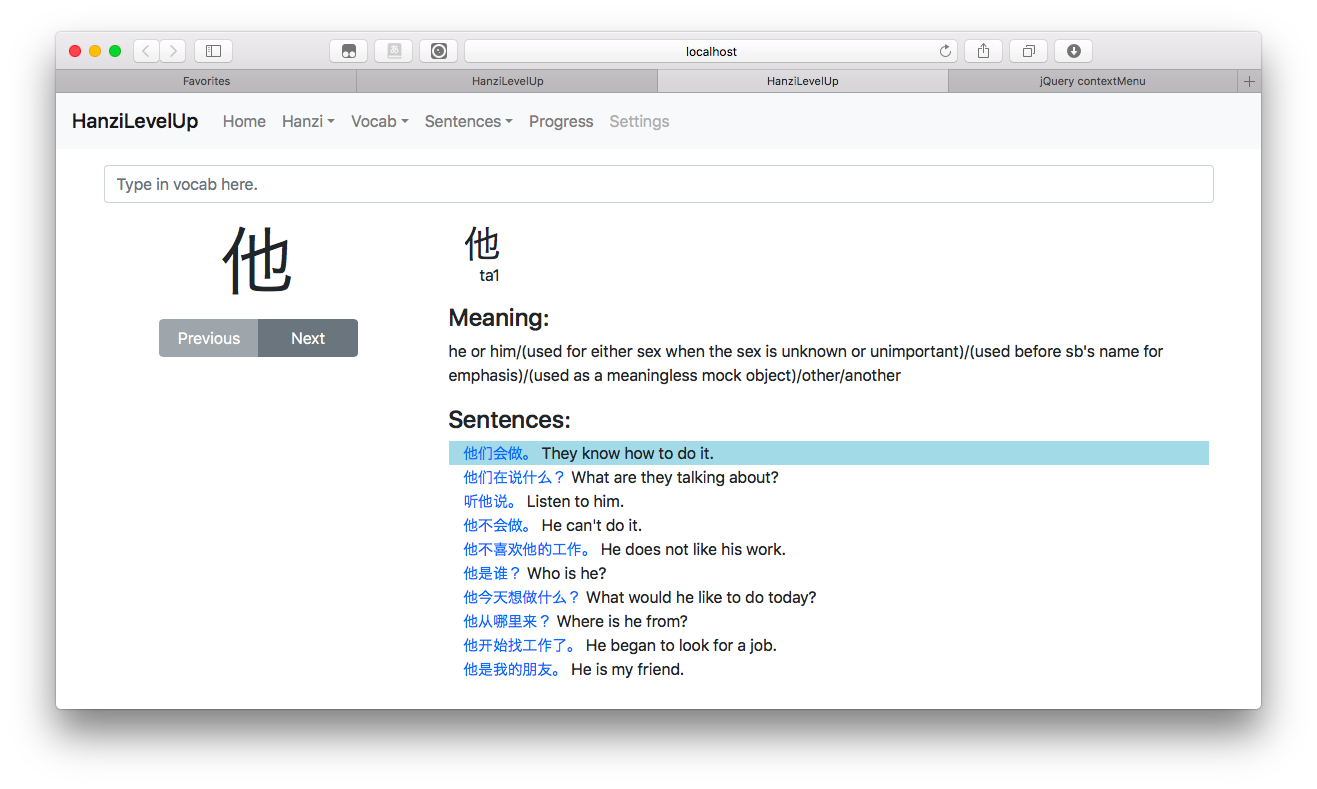 localhost
Favorites HanziLevelUp HanziLevelUp jQuery contextMenu
HanziLevelUp Home Hanzi Vocab Sentences Progress Settings
Type in vocab here.
他
Previous Next
他
ta1
Meaning:
he or him/(used for either sex when the sex is unknown or unimportant)/(used before sb's name for
emphasis)/(used as a meaningless mock object)/other/another
Sentences:
他们会做。 They know how to do it.
他们在说什么？ What are they talking about?
听他说。 Listen to him.
他不会做。 He can't do it.
他不喜欢他的工作。 He does not like his work.
他是谁？ Who is he?
他今天想做什么？ What would he like to do today?
他从哪里来？ Where is he from?
他开始找工作了。 He began to look for a job.
他是我的朋友。 He is my friend.